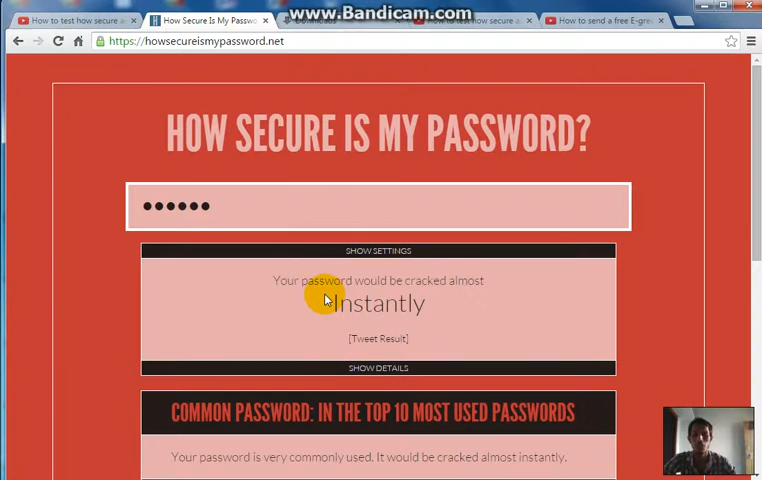 www.Bandicam.com
How to test how secure a
How Secure Is My Passwo
Downloads
How to test how secure as
How to send a free E-gre
https://howsecureismypassword.net
HOW SECURE IS MY PASSWORD?
SHOW SETTINGS
Your password would be cracked almost
Instantly
[Tweet Result]
SHOW DETAILS
COMMON PASSWORD: IN THE TOP 10 MOST USED PASSWORDS
Your password is very commonly used. It would be cracked almost instantly.